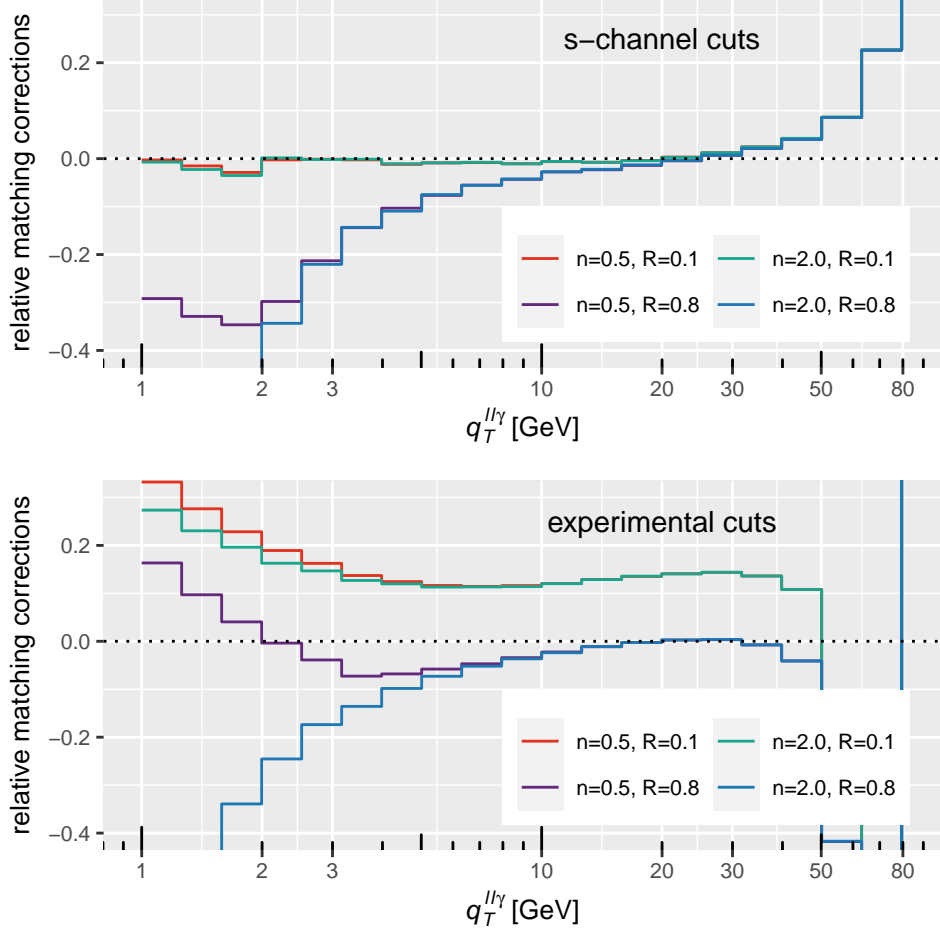 relative matching corrections
s−channel cuts
0.2
0.0
−0.2
−0.4
n=0.5, R=0.1
n=2.0, R=0.1
n=0.5, R=0.8
n=2.0, R=0.8
1 2 3 10 20 30 50 80
q_T^{llγ} [GeV]
relative matching corrections
experimental cuts
0.2
0.0
−0.2
−0.4
n=0.5, R=0.1
n=2.0, R=0.1
n=0.5, R=0.8
n=2.0, R=0.8
1 2 3 10 20 30 50 80
q_T^{llγ} [GeV]